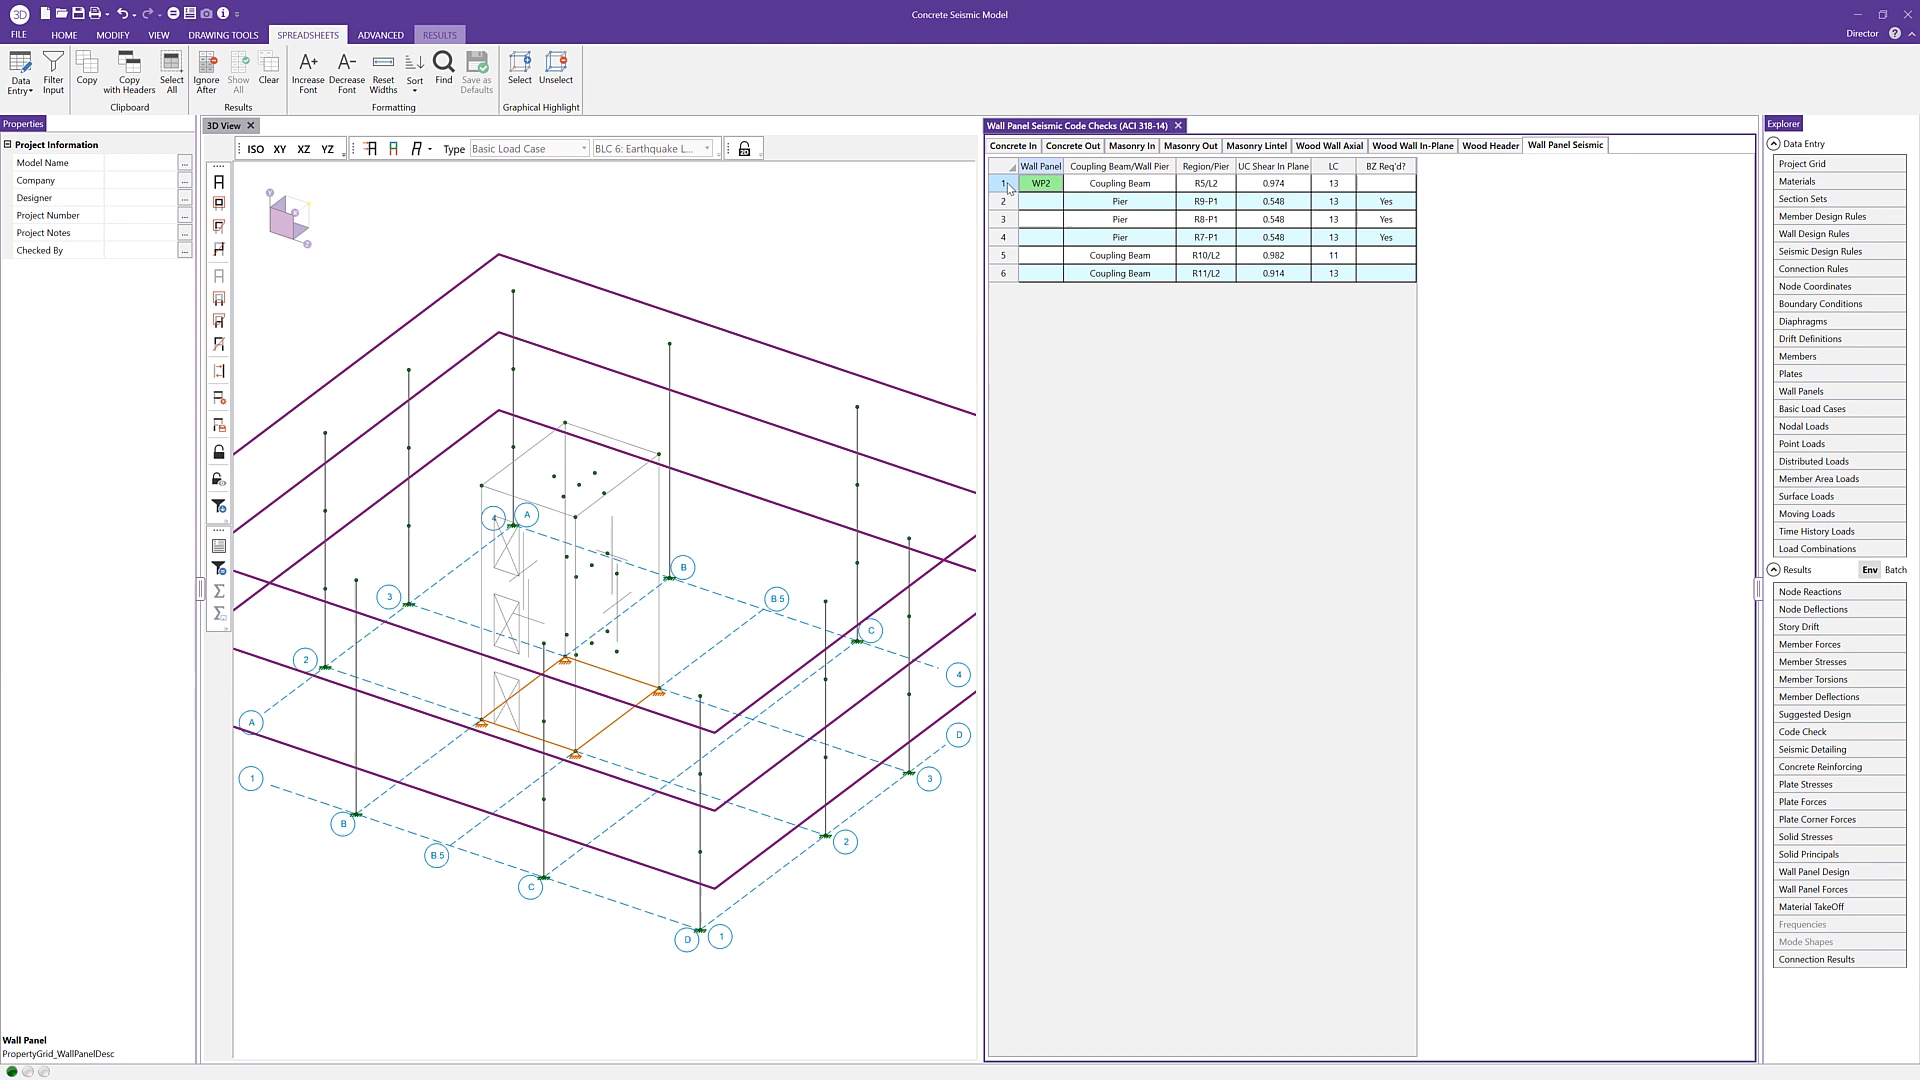 3D
Concrete Seismic Model
FILE HOME MODIFY VIEW DRAWING TOOLS SPREADSHEETS ADVANCED RESULTS
Director
Data Entry Filter Input Copy Copy with Headers Select All Ignore After Show All Clear Increase Font Decrease Font Reset Widths Sort Find Save as Defaults Select Unselect
Clipboard Results Formatting Graphical Highlight
Properties
Project Information
Model Name ...
Company ...
Designer ...
Project Number ...
Project Notes ...
Checked By ...
Wall Panel
PropertyGrid_WallPanelDesc
3D View
ISO XY XZ YZ Type Basic Load Case BLC 6: Earthquake L...
4 A
B
3
B.5
C
2
4
A
D
1
3
B
2
B.5
C
D 1
Wall Panel Seismic Code Checks (ACI 318-14)
Concrete In Concrete Out Masonry In Masonry Out Masonry Lintel Wood Wall Axial Wood Wall In-Plane Wood Header Wall Panel Seismic
Wall Panel Coupling Beam/Wall Pier Region/Pier UC Shear In Plane LC BZ Req'd?
1 WP2 Coupling Beam R5/L2 0.974 13
2 Pier R9-P1 0.548 13 Yes
3 Pier R8-P1 0.548 13 Yes
4 Pier R7-P1 0.548 13 Yes
5 Coupling Beam R10/L2 0.982 11
6 Coupling Beam R11/L2 0.914 13
Explorer
Data Entry
Project Grid
Materials
Section Sets
Member Design Rules
Wall Design Rules
Seismic Design Rules
Connection Rules
Node Coordinates
Boundary Conditions
Diaphragms
Drift Definitions
Members
Plates
Wall Panels
Basic Load Cases
Nodal Loads
Point Loads
Distributed Loads
Member Area Loads
Surface Loads
Moving Loads
Time History Loads
Load Combinations
Results Env Batch
Node Reactions
Node Deflections
Story Drift
Member Forces
Member Stresses
Member Torsions
Member Deflections
Suggested Design
Code Check
Seismic Detailing
Concrete Reinforcing
Plate Stresses
Plate Forces
Plate Corner Forces
Solid Stresses
Solid Principals
Wall Panel Design
Wall Panel Forces
Material TakeOff
Frequencies
Mode Shapes
Connection Results